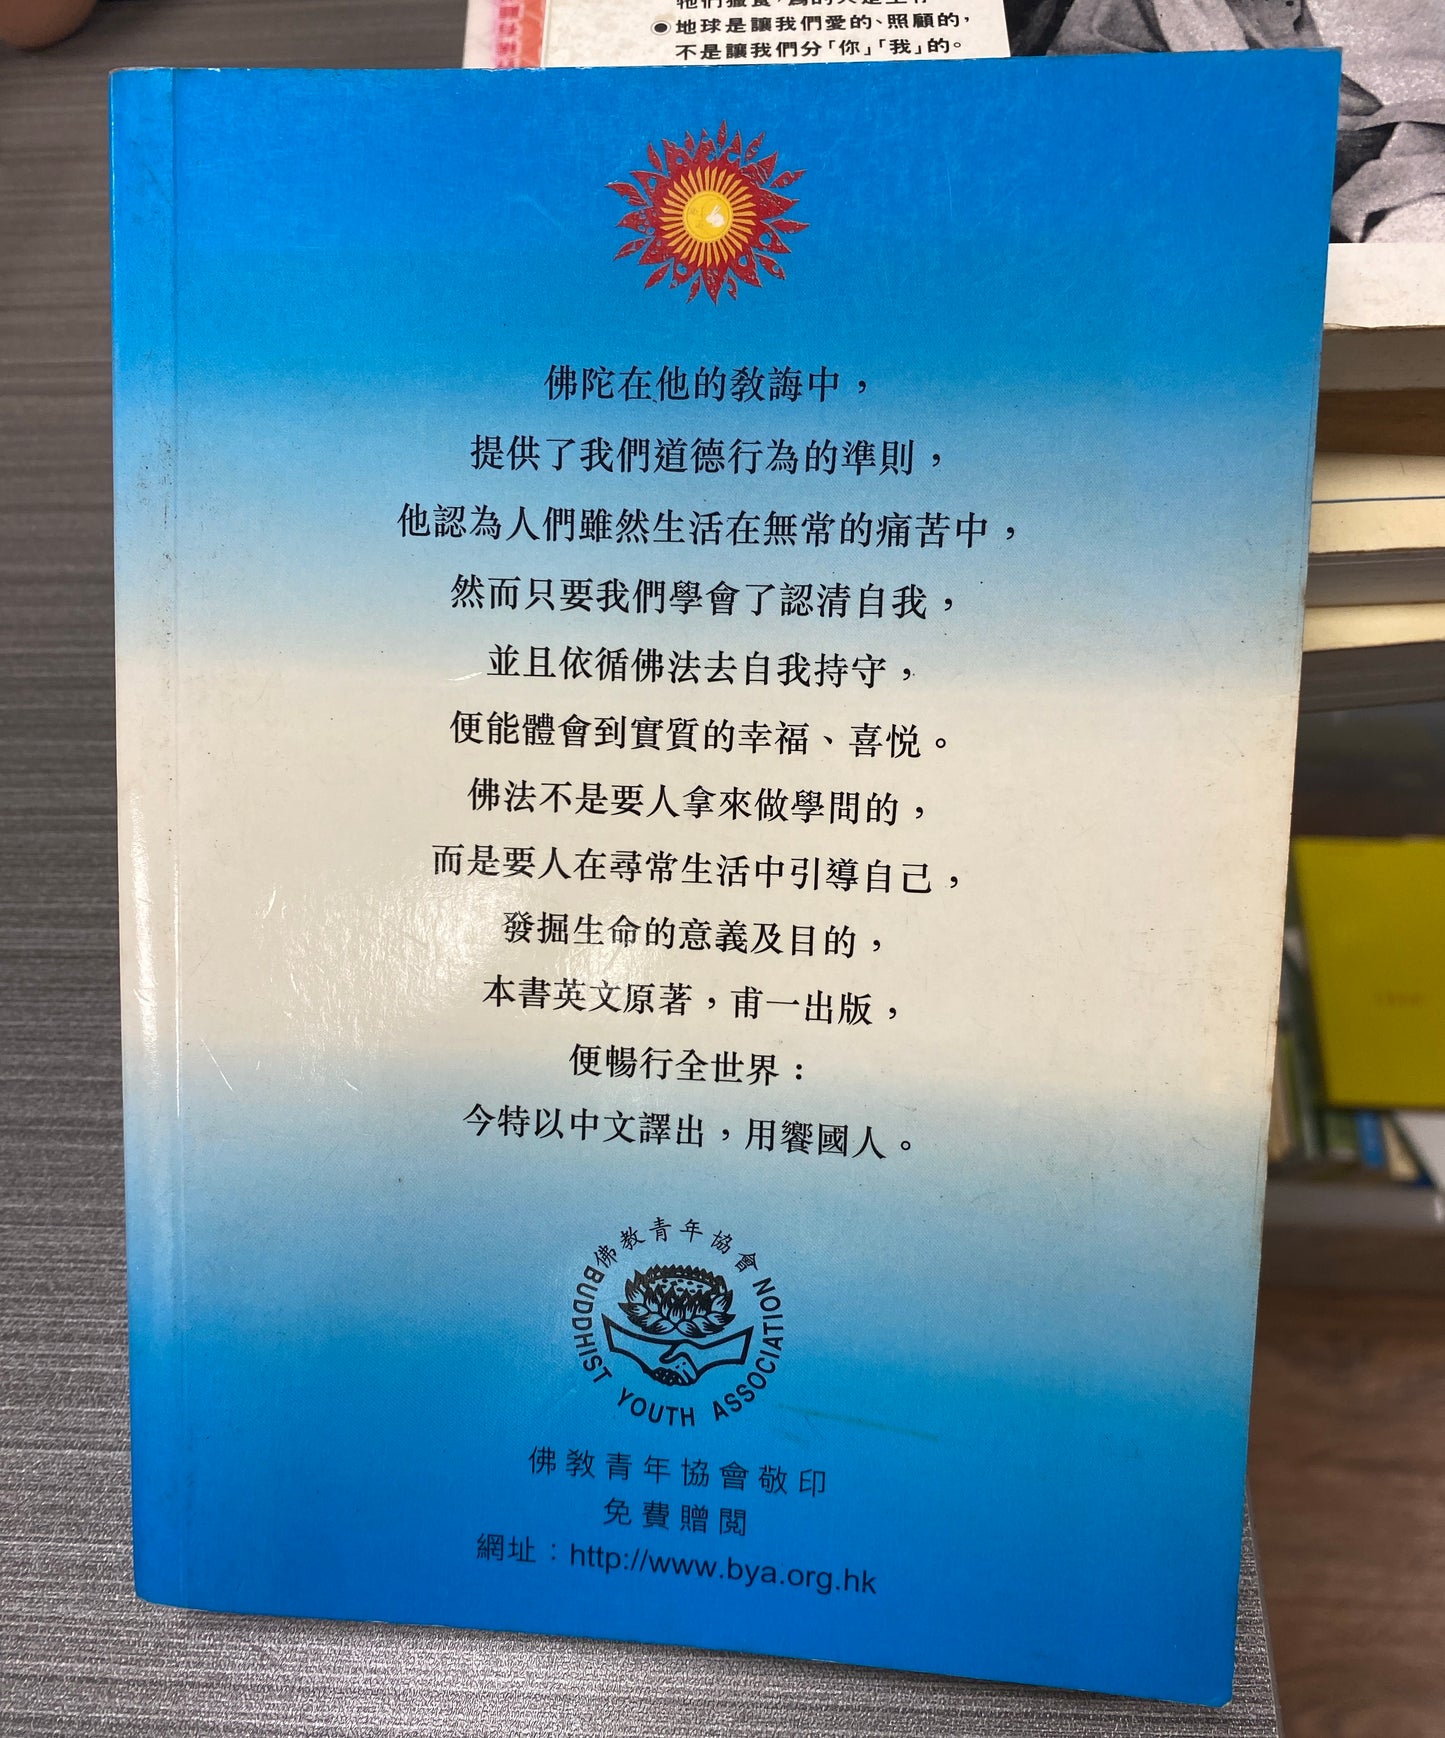 ●地球是讓我們愛的、照顧的，
不是讓我們分「你」「我」的。
佛陀在他的教誨中，
提供了我們道德行為的準則，
他認為人們雖然生活在無常的痛苦中，
然而只要我們學會了認清自我，
並且依循佛法去自我持守，
便能體會到實質的幸福、喜悅。
佛法不是要人拿來做學問的，
而是要人在尋常生活中引導自己，
發掘生命的意義及目的，
本書英文原著，甫一出版，
便暢行全世界：
今特以中文譯出，用饗國人。
佛教青年協會
BUDDHIST YOUTH ASSOCIATION
佛教青年協會敬印
免費贈閱
網址：http://www.bya.org.hk